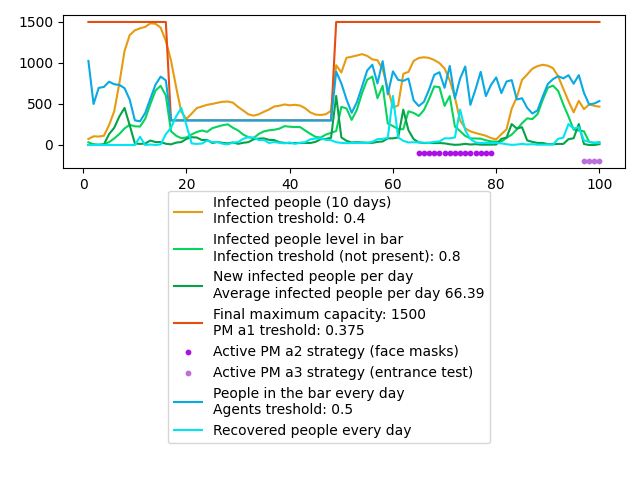 1500
1000
500
0
0 20 40 60 80 100
Infected people (10 days)
Infection treshold: 0.4
Infected people level in bar
Infection treshold (not present): 0.8
New infected people per day
Average infected people per day 66.39
Final maximum capacity: 1500
PM a1 treshold: 0.375
Active PM a2 strategy (face masks)
Active PM a3 strategy (entrance test)
People in the bar every day
Agents treshold: 0.5
Recovered people every day